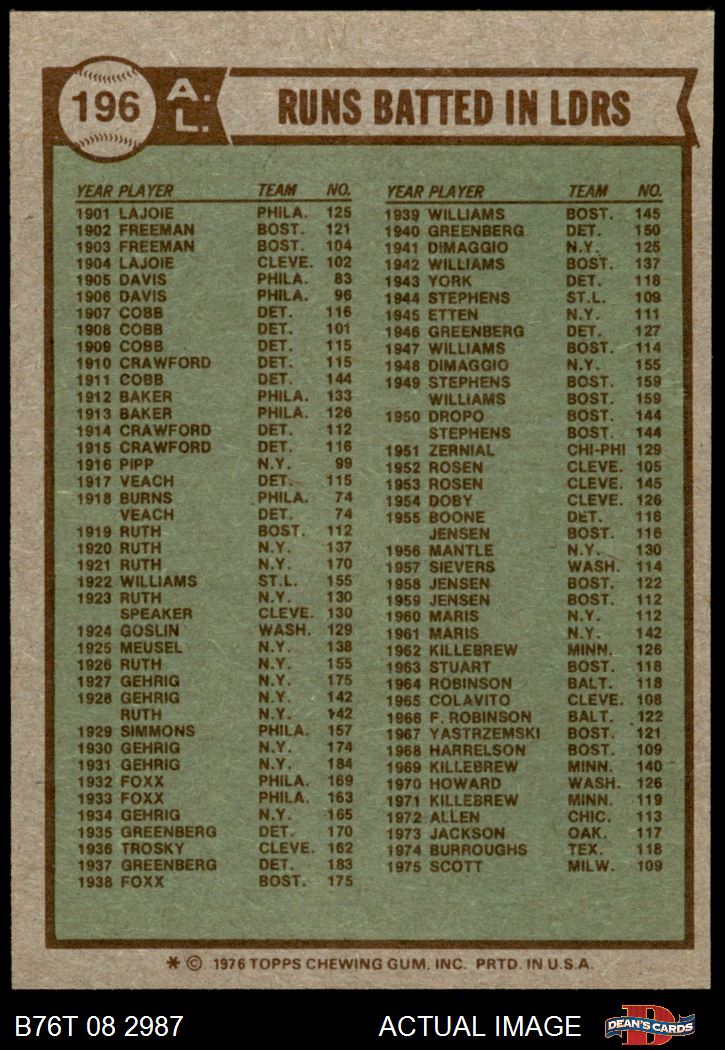 196 A. L. RUNS BATTED IN LDRS
YEAR PLAYER TEAM NO.
1901 LAJOIE PHILA. 125
1902 FREEMAN BOST. 121
1903 FREEMAN BOST. 104
1904 LAJOIE CLEVE. 102
1905 DAVIS PHILA. 83
1906 DAVIS PHILA. 96
1907 COBB DET. 116
1908 COBB DET. 101
1909 COBB DET. 115
1910 CRAWFORD DET. 115
1911 COBB DET. 144
1912 BAKER PHILA. 133
1913 BAKER PHILA. 126
1914 CRAWFORD DET. 112
1915 CRAWFORD DET. 116
1916 PIPP N.Y. 99
1917 VEACH DET. 115
1918 BURNS PHILA. 74
VEACH DET. 74
1919 RUTH BOST. 112
1920 RUTH N.Y. 137
1921 RUTH N.Y. 170
1922 WILLIAMS ST.L. 155
1923 RUTH N.Y. 130
SPEAKER CLEVE. 130
1924 GOSLIN WASH. 129
1925 MEUSEL N.Y. 138
1926 RUTH N.Y. 155
1927 GEHRIG N.Y. 175
1928 GEHRIG N.Y. 142
RUTH N.Y. 142
1929 SIMMONS PHILA. 157
1930 GEHRIG N.Y. 174
1931 GEHRIG N.Y. 184
1932 FOXX PHILA. 169
1933 FOXX PHILA. 163
1934 GEHRIG N.Y. 165
1935 GREENBERG DET. 170
1936 TROSKY CLEVE. 162
1937 GREENBERG DET. 183
1938 FOXX BOST. 175
YEAR PLAYER TEAM NO.
1939 WILLIAMS BOST. 145
1940 GREENBERG DET. 150
1941 DIMAGGIO N.Y. 125
1942 WILLIAMS BOST. 137
1943 YORK DET. 118
1944 STEPHENS ST.L. 109
1945 ETTEN N.Y. 111
1946 GREENBERG DET. 127
1947 WILLIAMS BOST. 114
1948 DIMAGGIO N.Y. 155
1949 STEPHENS BOST. 159
WILLIAMS BOST. 159
1950 DROPO BOST. 144
STEPHENS BOST. 144
1951 ZERNIAL CHI-PHI 129
1952 ROSEN CLEVE. 105
1953 ROSEN CLEVE. 145
1954 DOBY CLEVE. 126
1955 BOONE DET. 116
JENSEN BOST. 116
1956 MANTLE N.Y. 130
1957 SIEVERS WASH. 114
1958 JENSEN BOST. 122
1959 JENSEN BOST. 112
1960 MARIS N.Y. 112
1961 MARIS N.Y. 142
1962 KILLEBREW MINN. 126
1963 STUART BOST. 118
1964 ROBINSON BALT. 118
1965 COLAVITO CLEVE. 108
1966 F. ROBINSON BALT. 122
1967 YASTRZEMSKI BOST. 121
1968 HARRELSON BOST. 109
1969 KILLEBREW MINN. 140
1970 HOWARD WASH. 126
1971 KILLEBREW MINN. 119
1972 ALLEN CHIC. 113
1973 JACKSON OAK. 117
1974 BURROUGHS TEX. 118
1975 SCOTT MILW. 109
* © 1976 TOPPS CHEWING GUM, INC. PRTD. IN U.S.A.
B76T 08 2987 ACTUAL IMAGE D DEAN'S CARDS